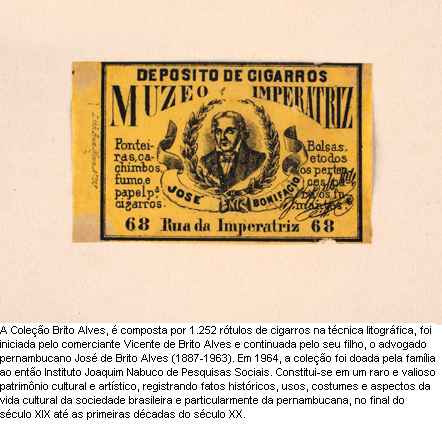 DEPOSITO DE CIGARROS
MUZEO IMPERATRIZ
Pontei-
ras, ca-
chimbos,
fumo, e
papel pa.
cigarros.
Bolsas,
e todos
os perten-
JOSÉ BONIFACIO
68 Rua da Imperatriz 68
A Coleção Brito Alves, é composta por 1.252 rótulos de cigarros na técnica litográfica, foi
iniciada pelo comerciante Vicente de Brito Alves e continuada pelo seu filho, o advogado
pernambucano José de Brito Alves (1887-1963). Em 1964, a coleção foi doada pela família
ao então Instituto Joaquim Nabuco de Pesquisas Sociais. Constitui-se em um raro e valioso
patrimônio cultural e artístico, registrando fatos históricos, usos, costumes e aspectos da
vida cultural da sociedade brasileira e particularmente da pernambucana, no final do
século XIX até as primeiras décadas do século XX.